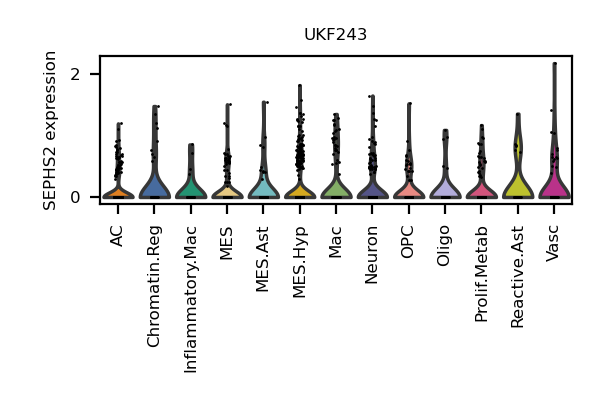 UKF243
SEPHS2 expression
2
0
AC
Chromatin.Reg
Inflammatory.Mac
MES
MES.Ast
MES.Hyp
Mac
Neuron
OPC
Oligo
Prolif.Metab
Reactive.Ast
Vasc